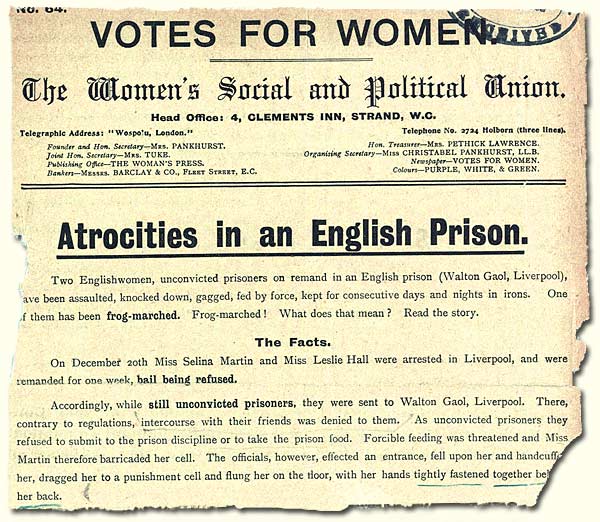 No. 64.
VOTES FOR WOMEN.
The Women's Social and Political Union.
Head Office: 4, CLEMENTS INN, STRAND, W.C.
Telegraphic Address: "Wospolu, London."
Telephone No. 2724 Holborn (three lines).
Founder and Hon. Secretary—MRS. PANKHURST.
Joint Hon. Secretary—MRS. TUKE.
Publishing Office—THE WOMAN'S PRESS.
Bankers—MESSRS. BARCLAY & CO., FLEET STREET, E.C.
Hon. Treasurer—MRS. PETHICK LAWRENCE.
Organising Secretary—MISS CHRISTABEL PANKHURST, LL.B.
Newspaper—VOTES FOR WOMEN.
Colours—PURPLE, WHITE, & GREEN.
Atrocities in an English Prison.
Two Englishwomen, unconvicted prisoners on remand in an English prison (Walton Gaol, Liverpool),
ave been assaulted, knocked down, gagged, fed by force, kept for consecutive days and nights in irons. One
f them has been frog-marched. Frog-marched! What does that mean? Read the story.
The Facts.
On December 20th Miss Selina Martin and Miss Leslie Hall were arrested in Liverpool, and were
remanded for one week, bail being refused.
Accordingly, while still unconvicted prisoners, they were sent to Walton Gaol, Liverpool. There,
contrary to regulations, intercourse with their friends was denied to them. As unconvicted prisoners they
refused to submit to the prison discipline or to take the prison food. Forcible feeding was threatened and Miss
Martin therefore barricaded her cell. The officials, however, effected an entrance, fell upon her and handcuffe
her, dragged her to a punishment cell and flung her on the floor, with her hands tightly fastened together beh
her back.